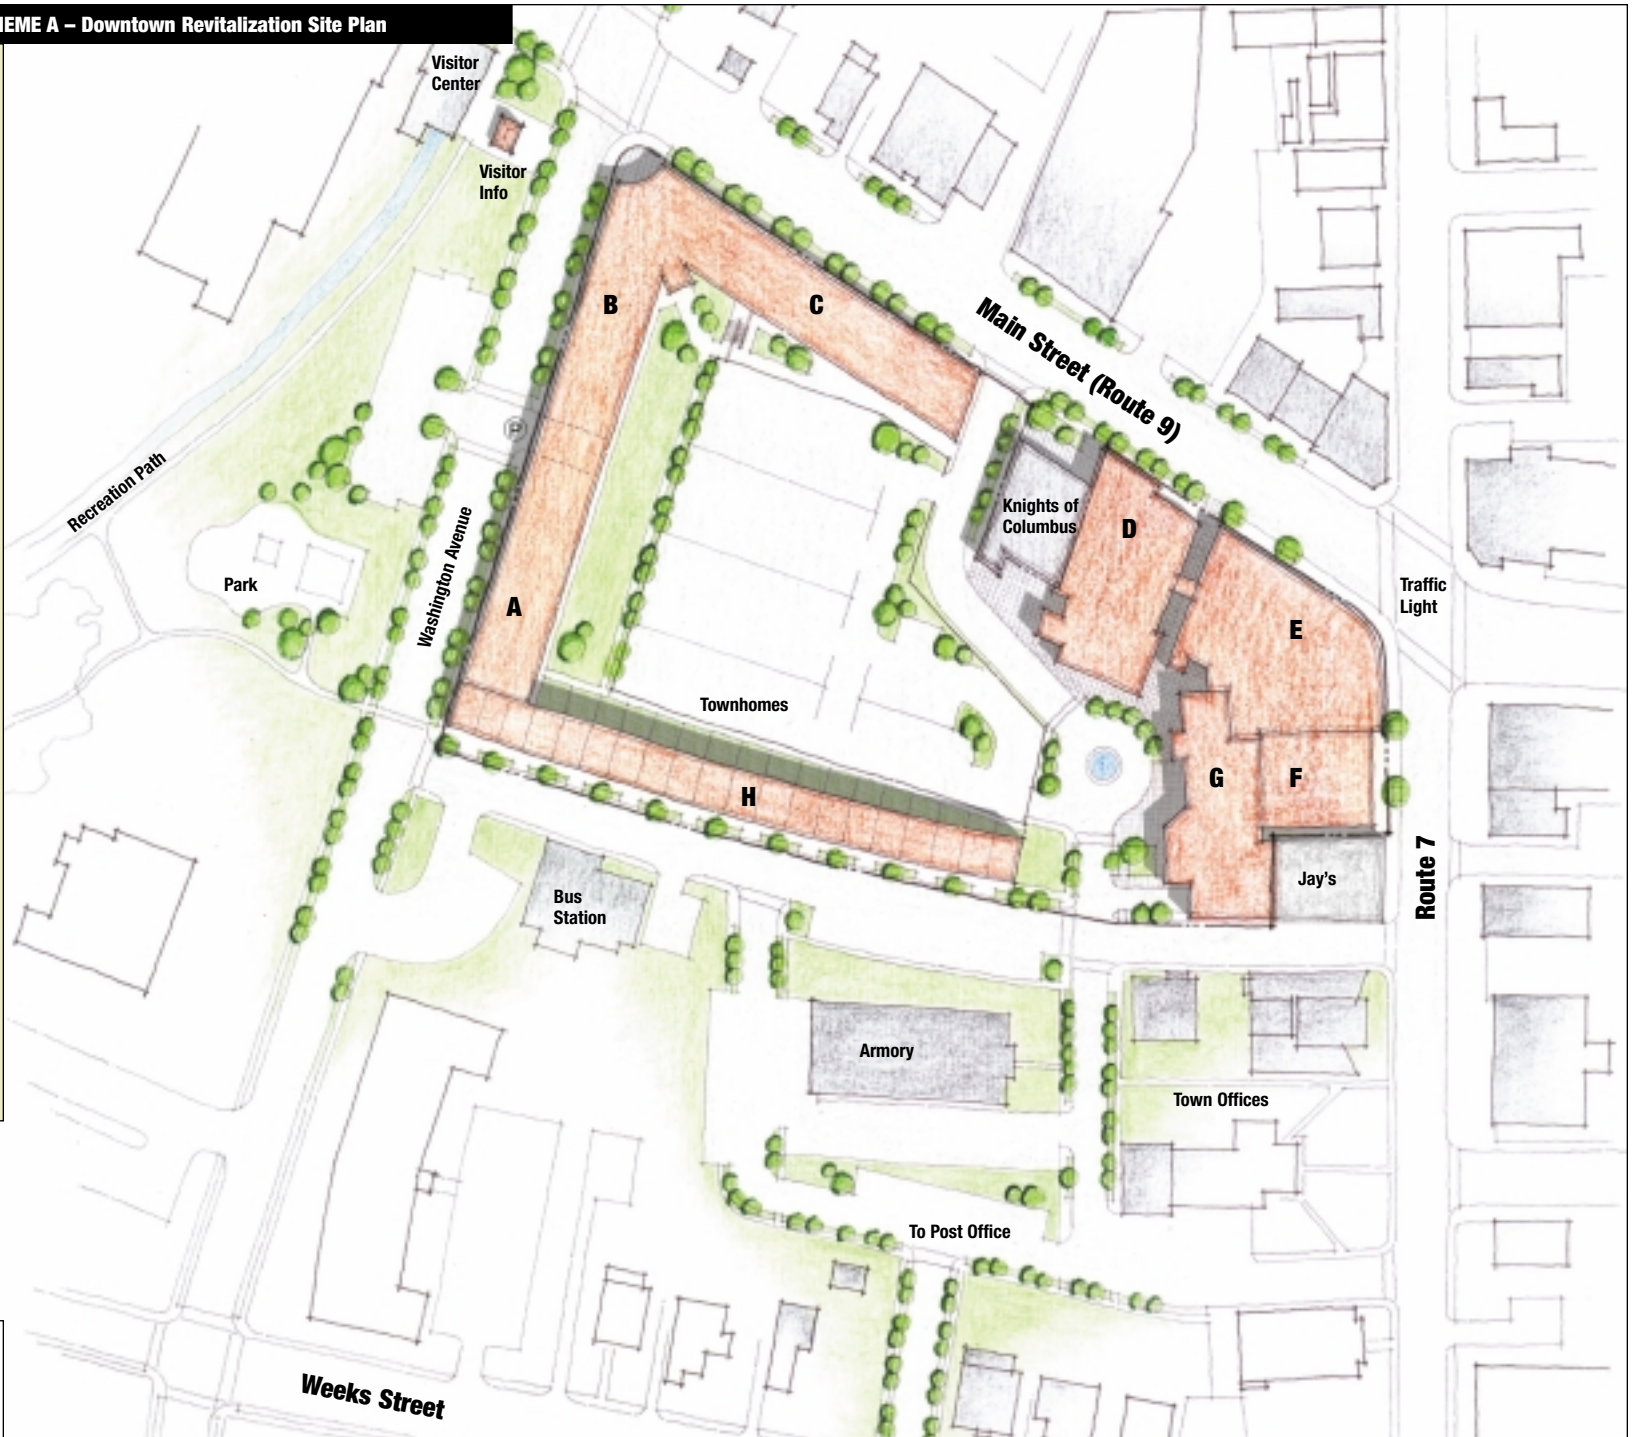 IEME A – Downtown Revitalization Site Plan
Visitor
Center
Visitor
Info
B
C
Main Street (Route 9)
Recreation Path
Knights of
Columbus
D
Washington Avenue
Park
Traffic
Light
A
E
Townhomes
G
F
H
Jay's
Route 7
Bus
Station
Armory
Town Offices
To Post Office
Weeks Street